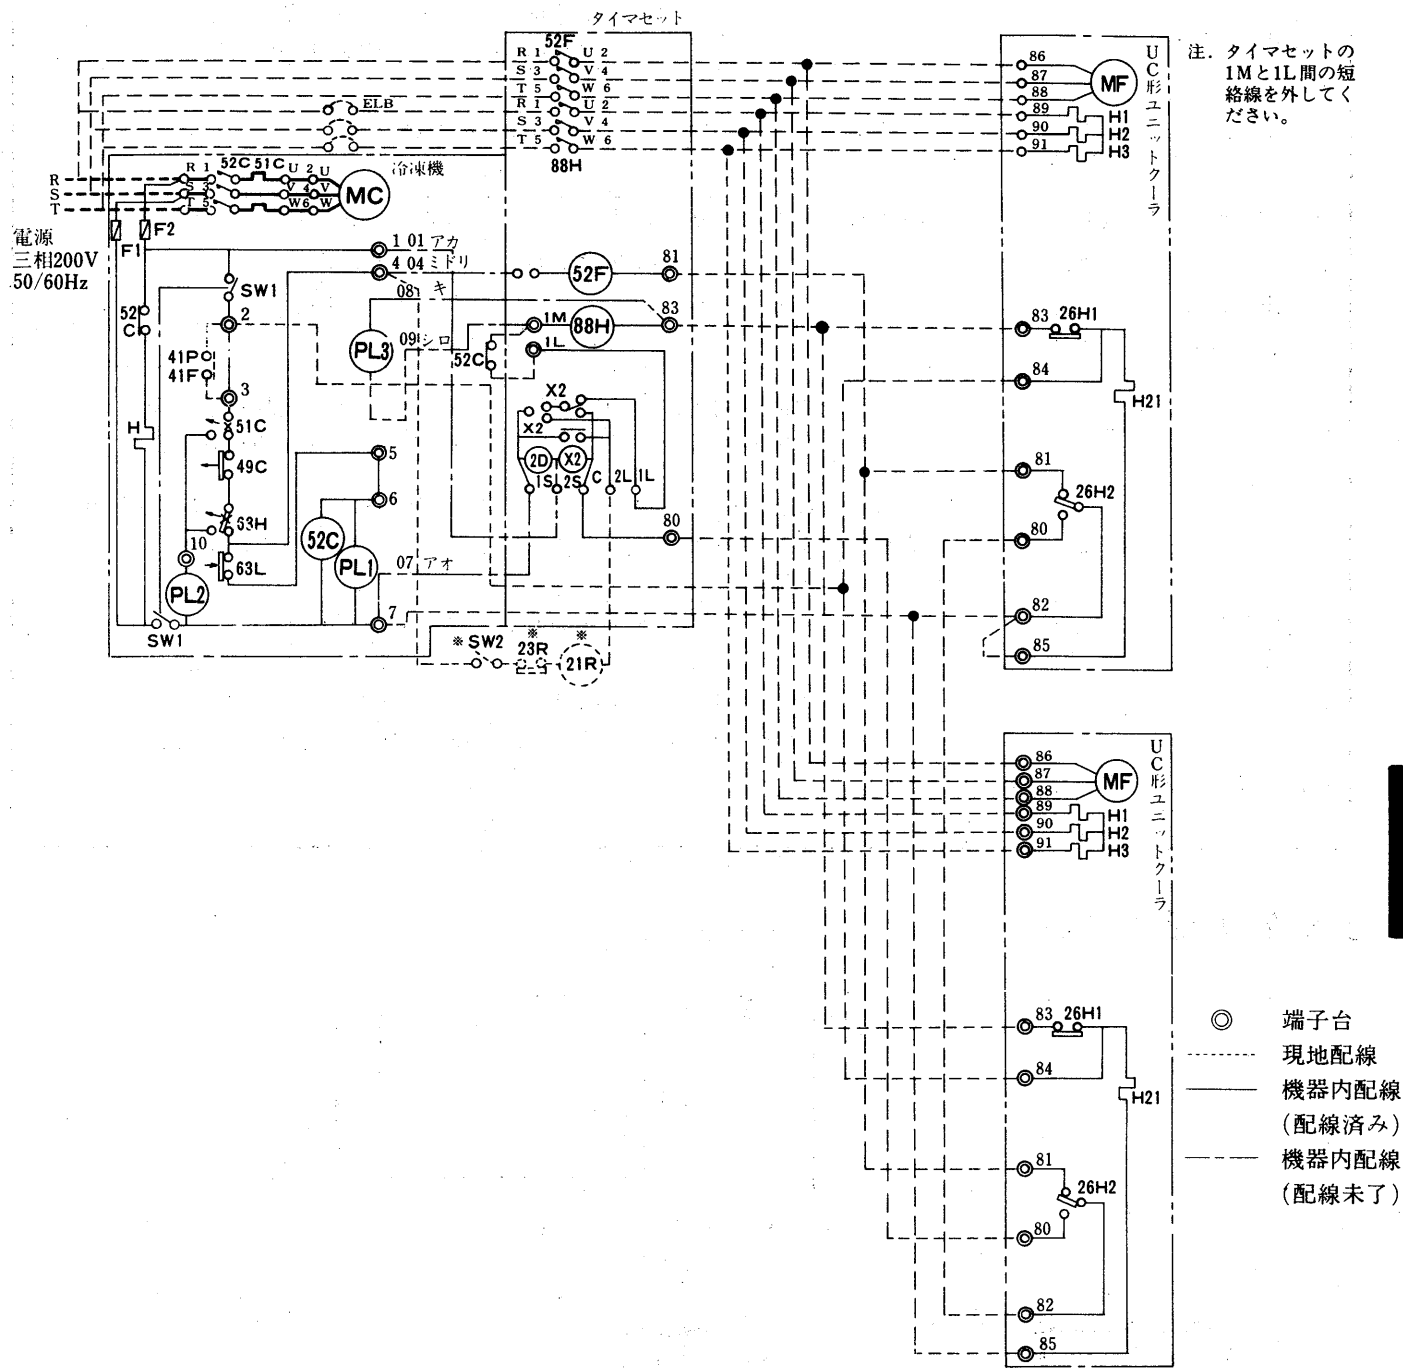 タイマセット
52F
R 1 U 2
S 3 V 4
T 5 W 6
R 1 U 2
S 3 V 4
T 5 W 6
88H
ELB
冷凍機
R 1 52C 51C U 2 U
S 3 V 4 V
T 5 W 6 W
MC
R
S
T
電源
三相200V
50/60Hz
F1
F2
1 01 アカ
4 04 ミドリ
08 キ
09 シロ
SW1
2
52
C
41P
41F
3
51C
H
49C
63H
10
63L
PL2
SW1
PL3
5
6
52C
PL1
07 アオ
7
52F
81
1M
88H
83
52C
1L
X2
X2
2D
X2
1S
2S
C
2L
1L
80
※ SW2
※
23R
※
21R
UC形ユニットクーラ
86
87
88
89
90
91
MF
H1
H2
H3
83
26H1
84
H21
81
26H2
80
82
85
注. タイマセットの
1Mと1L間の短
絡線を外してく
ださい。
UC形ユニットクーラ
86
87
88
89
90
91
MF
H1
H2
H3
83
26H1
84
H21
81
26H2
80
82
85
端子台
現地配線
機器内配線
(配線済み)
機器内配線
(配線未了)